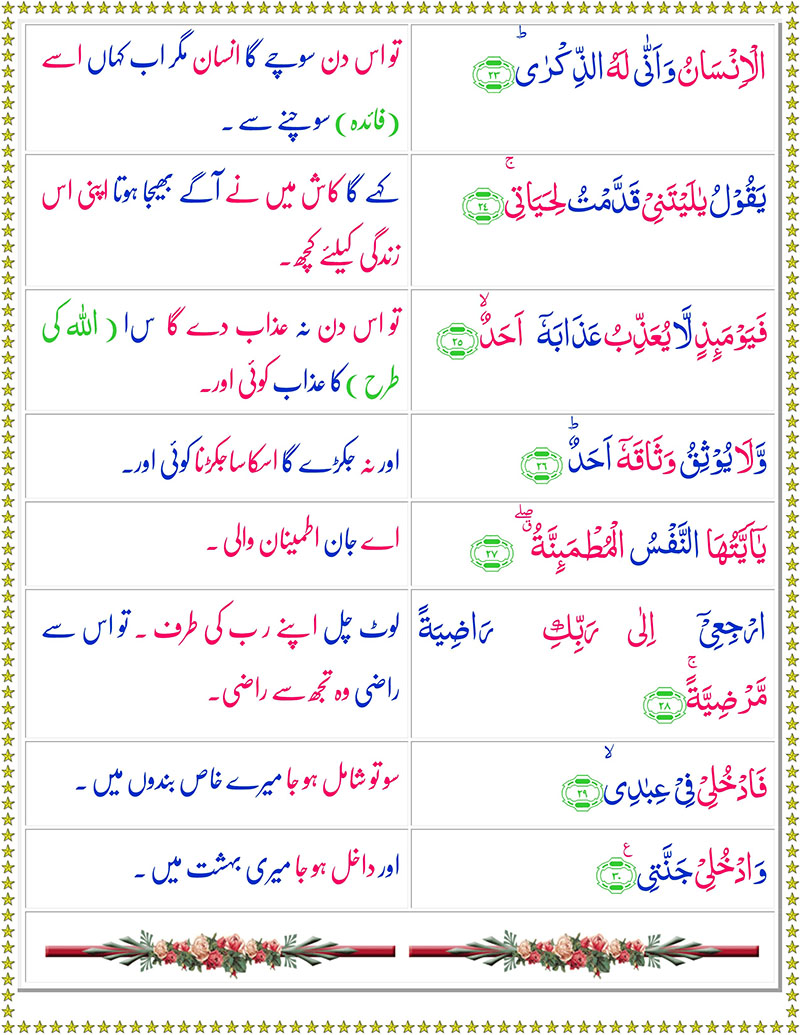 الْاِنْسَانُ وَاَنّٰى لَهُ الذِّكْرٰىؕ ﴿۲۳﴾
تو اس دن سوچے گا انسان مگر اب کہاں اسے
(فائدہ) سوچنے سے ۔
يَقُوْلُ يٰلَيْتَنِىْ قَدَّمْتُ لِحَيَاتِىْۚ ﴿۲۴﴾
کہے گا کاش میں نے آگے بھیجا ہوتا اپنی اس
زندگی کیلئے کچھ۔
فَيَوْمَٮِٕذٍ لَّا يُعَذِّبُ عَذَابَهٗۤ اَحَدٌۙ ﴿۲۵﴾
تو اس دن نہ عذاب دے گا س ا (اللہ کی
طرح) کا عذاب کوئی اور۔
وَّلَا يُوْثِقُ وَثَاقَهٗۤ اَحَدٌؕ ﴿۲۶﴾
اور نہ جکڑے گا اسکا سا جکڑنا کوئی اور۔
يٰۤاَيَّتُهَا النَّفْسُ الْمُطْمَٮِٕنَّةُۖ ﴿۲۷﴾
اے جان اطمینان والی ۔
ارْجِعِىْۤ اِلٰى رَبِّكِ رَاضِيَةً
مَّرْضِيَّةًۚ ﴿۲۸﴾
لوٹ چل اپنے رب کی طرف ۔ تو اس سے
راضی وہ تجھ سے راضی۔
فَادْخُلِىْ فِىْ عِبٰدِىۙ ﴿۲۹﴾
سو تو شامل ہو جا میرے خاص بندوں میں ۔
وَادْخُلِىْ جَنَّتِى ﴿۳۰﴾ ع
اور داخل ہو جا میری بہشت میں ۔